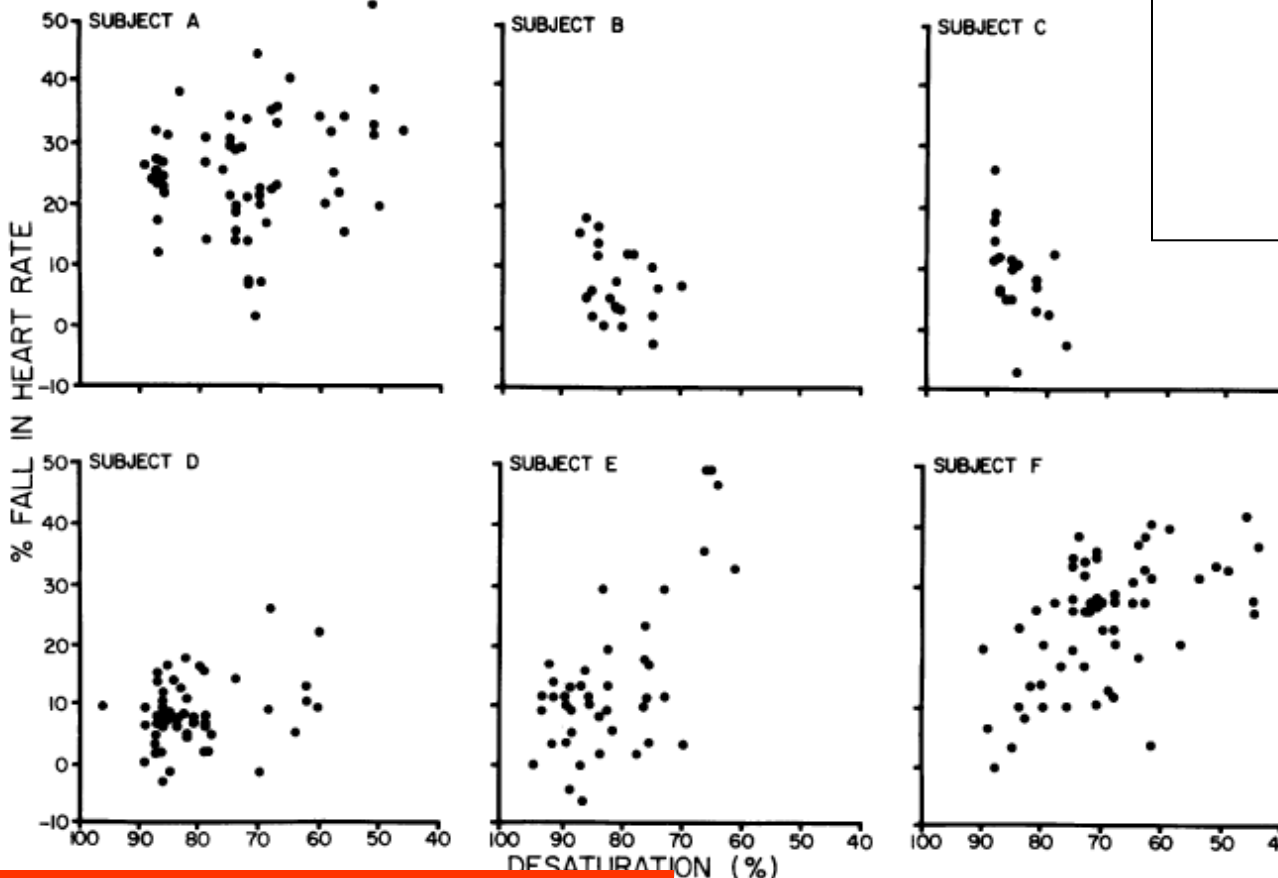 SUBJECT A
SUBJECT B
SUBJECT C
50
40
30
20
10
0
-10
% FALL IN HEART RATE
SUBJECT D
SUBJECT E
SUBJECT F
50
40
30
20
10
0
-10
100 90 80 70 60 50 40
100 90 80 70 60 50 40
100 90 80 70 60 50 40
DESATURATION (%)